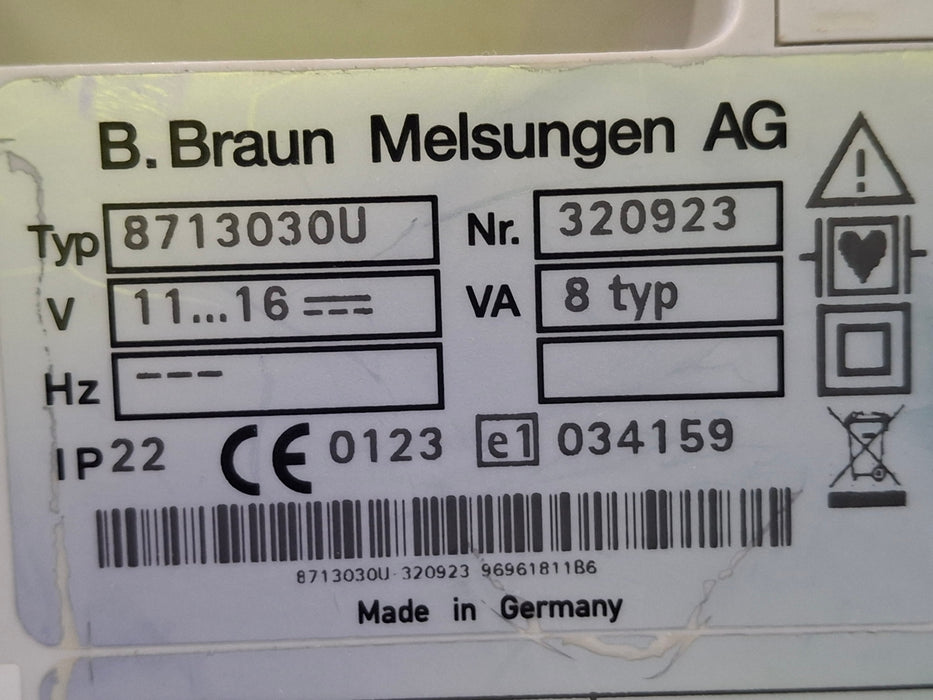 B. Braun Melsungen AG
Typ 8713030U Nr. 320923
V 11...16 VA 8 typ
Hz ---
IP22 CE 0123 e1 034159
8713030U-320923 96961811B6
Made in Germany